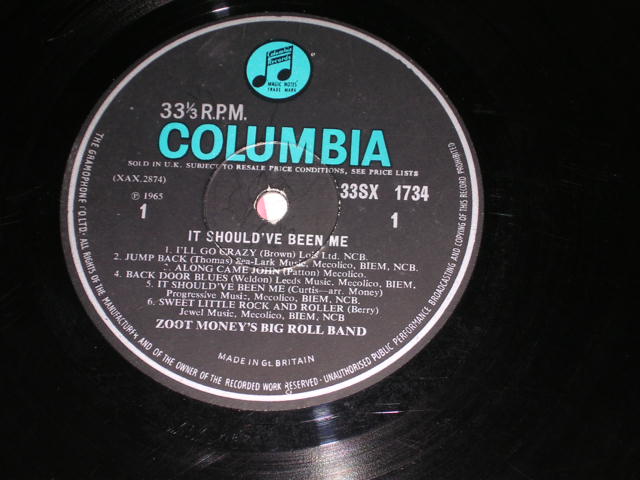 Columbia
Records
MAGIC NOTES
TRADE MARK
33⅓ R.P.M.
COLUMBIA
SOLD IN U.K. SUBJECT TO RESALE PRICE CONDITIONS, SEE PRICE LISTS
(XAX.2874)
33SX 1734
℗ 1965
1
1
IT SHOULD'VE BEEN ME
1. I'LL GO CRAZY (Brown) Lois Ltd. NCB.
2. JUMP BACK (Thomas) Sea-Lark Music, Mecolico, BIEM, NCB.
3. ALONG CAME JOHN (Patton) Mecolico.
4. BACK DOOR BLUES (Weldon) Leeds Music, Mecolico, BIEM.
5. IT SHOULD'VE BEEN ME (Curtis—arr. Money)
Progressive Music, Mecolico, BIEM, NCB.
6. SWEET LITTLE ROCK AND ROLLER (Berry)
Jewel Music, Mecolico, BIEM, NCB
ZOOT MONEY'S BIG ROLL BAND
MADE IN Gt. BRITAIN
THE GRAMOPHONE CO LTD. · ALL RIGHTS OF THE MANUFACTURER AND OF THE OWNER OF THE RECORDED WORK RESERVED · UNAUTHORISED PUBLIC PERFORMANCE BROADCASTING AND COPYING OF THIS RECORD PROHIBITED